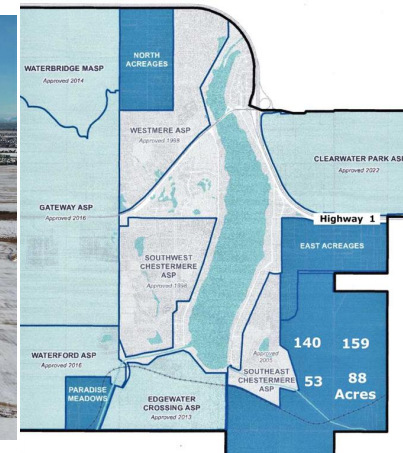 NORTH
ACREAGES
WATERBRIDGE MASP
Approved 2014
WESTMERE ASP
Approved 1998
CLEARWATER PARK ASP
Approved 2022
GATEWAY ASP
Approved 2018
Highway 1
EAST ACREAGES
SOUTHWEST
CHESTERMERE
ASP
Approved 1998
140 159
WATERFORD ASP
Approved 2016
Approved
2005
SOUTHEAST
CHESTERMERE
ASP
53 88
Acres
PARADISE
MEADOWS
EDGEWATER
CROSSING ASP
Approved 2013